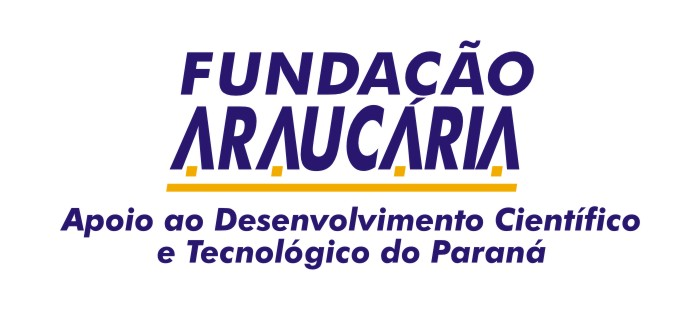 FUNDAÇÃO
ARAUCÁRIA
Apoio ao Desenvolvimento Científico
e Tecnológico do Paraná